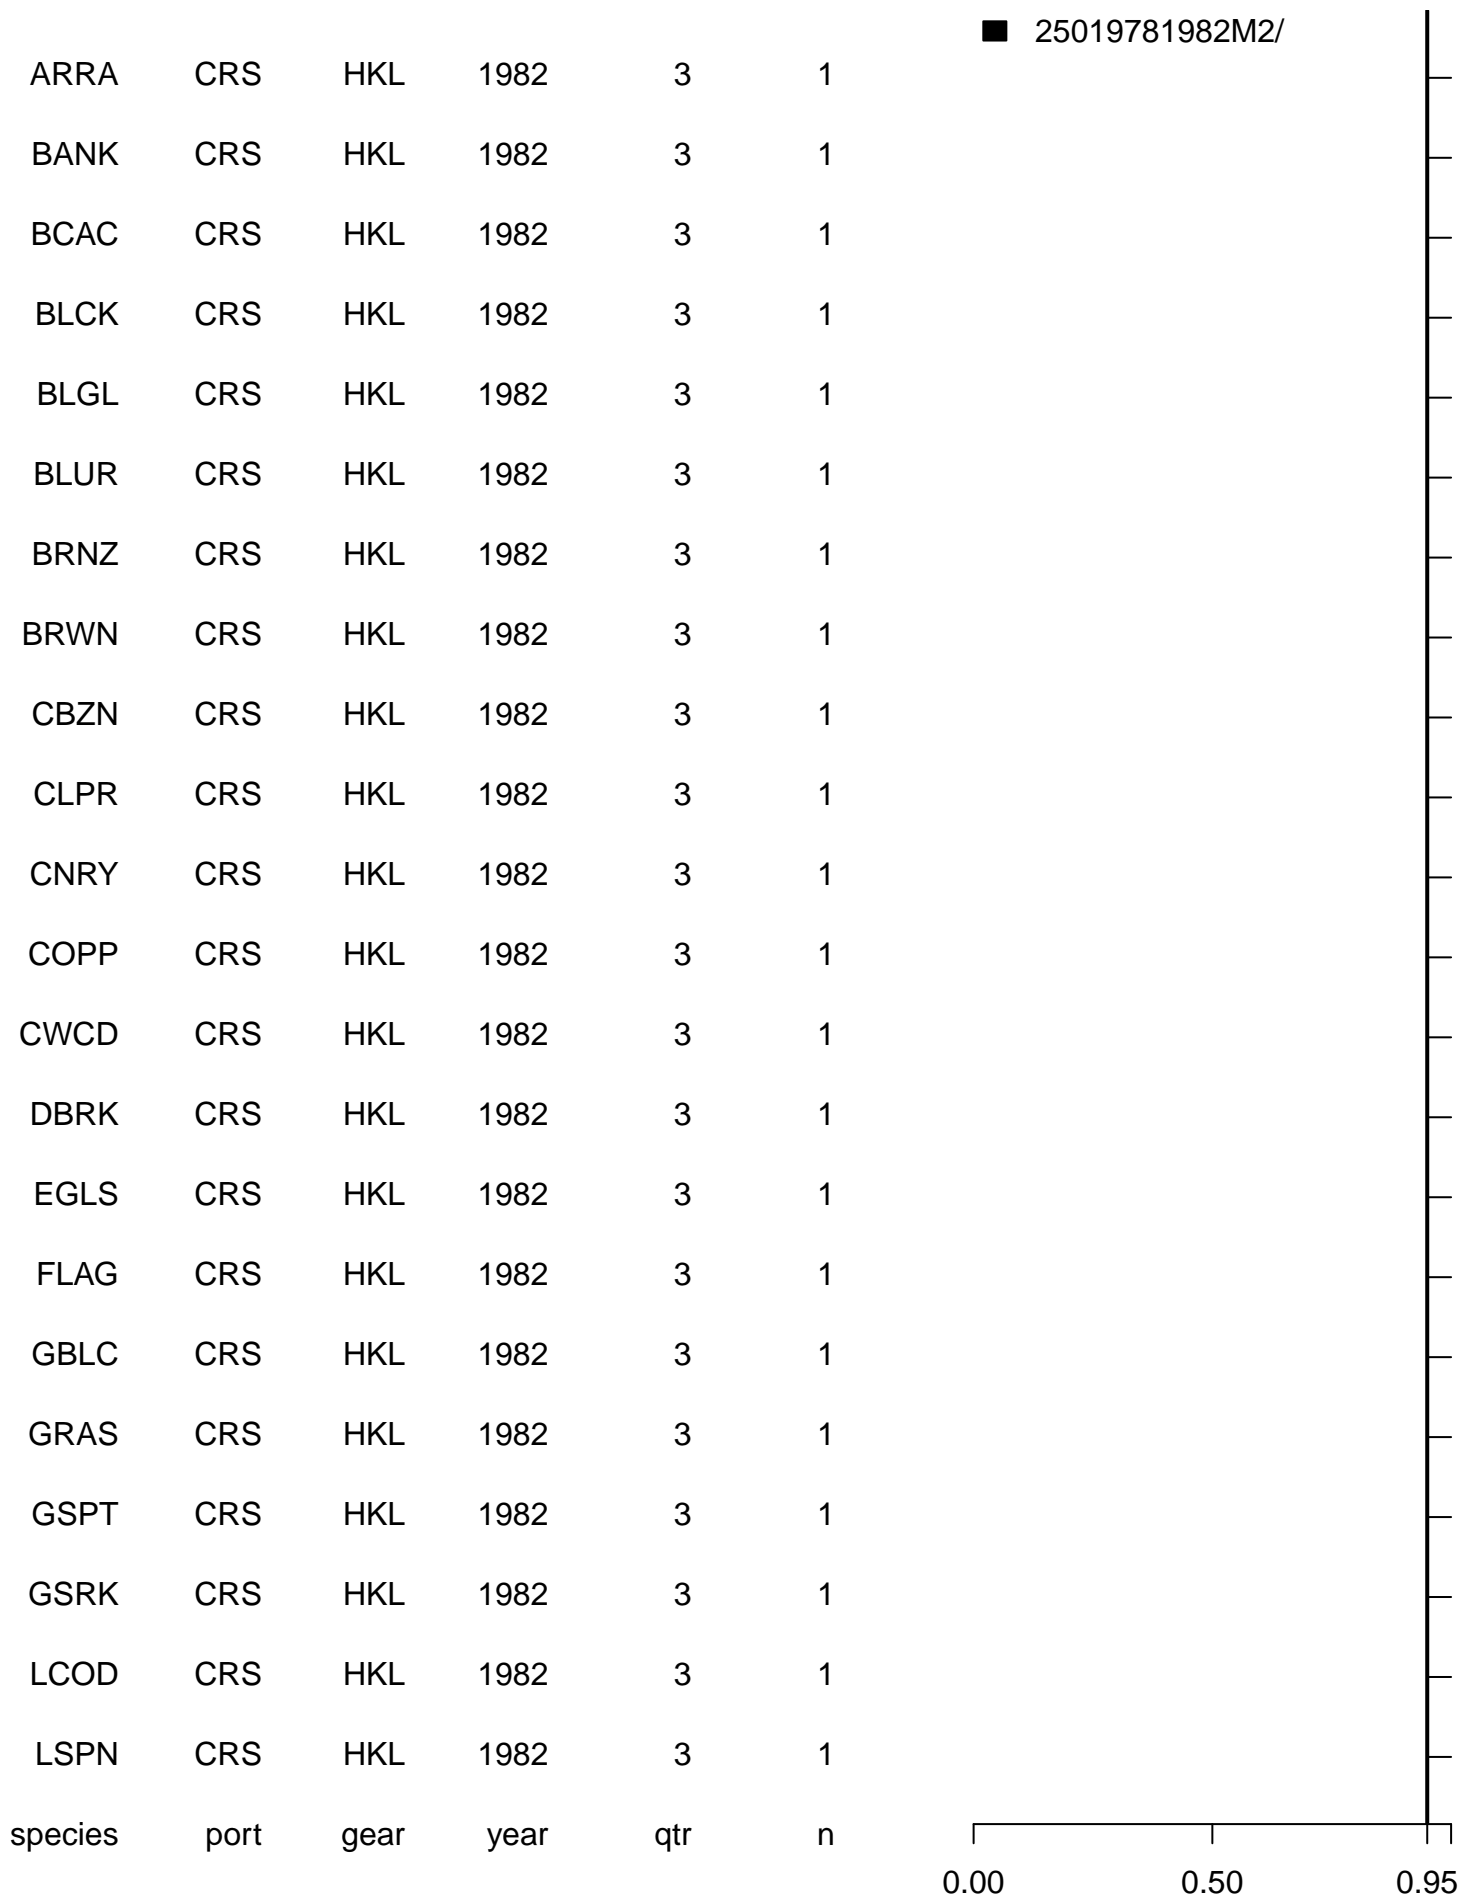 25019781982M2/
ARRA CRS HKL 1982 3 1
BANK CRS HKL 1982 3 1
BCAC CRS HKL 1982 3 1
BLCK CRS HKL 1982 3 1
BLGL CRS HKL 1982 3 1
BLUR CRS HKL 1982 3 1
BRNZ CRS HKL 1982 3 1
BRWN CRS HKL 1982 3 1
CBZN CRS HKL 1982 3 1
CLPR CRS HKL 1982 3 1
CNRY CRS HKL 1982 3 1
COPP CRS HKL 1982 3 1
CWCD CRS HKL 1982 3 1
DBRK CRS HKL 1982 3 1
EGLS CRS HKL 1982 3 1
FLAG CRS HKL 1982 3 1
GBLC CRS HKL 1982 3 1
GRAS CRS HKL 1982 3 1
GSPT CRS HKL 1982 3 1
GSRK CRS HKL 1982 3 1
LCOD CRS HKL 1982 3 1
LSPN CRS HKL 1982 3 1
species port gear year qtr n
0.00 0.50 0.95